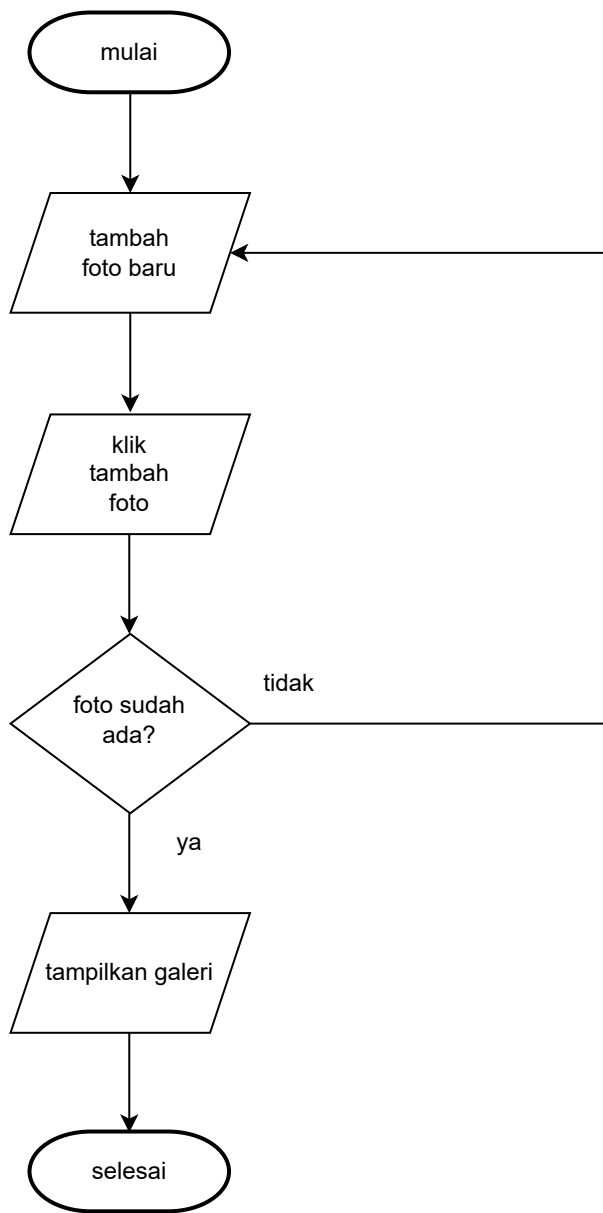 mulai
tambah
foto baru
klik
tambah
foto
foto sudah
ada?
tidak
ya
tampilkan galeri
selesai